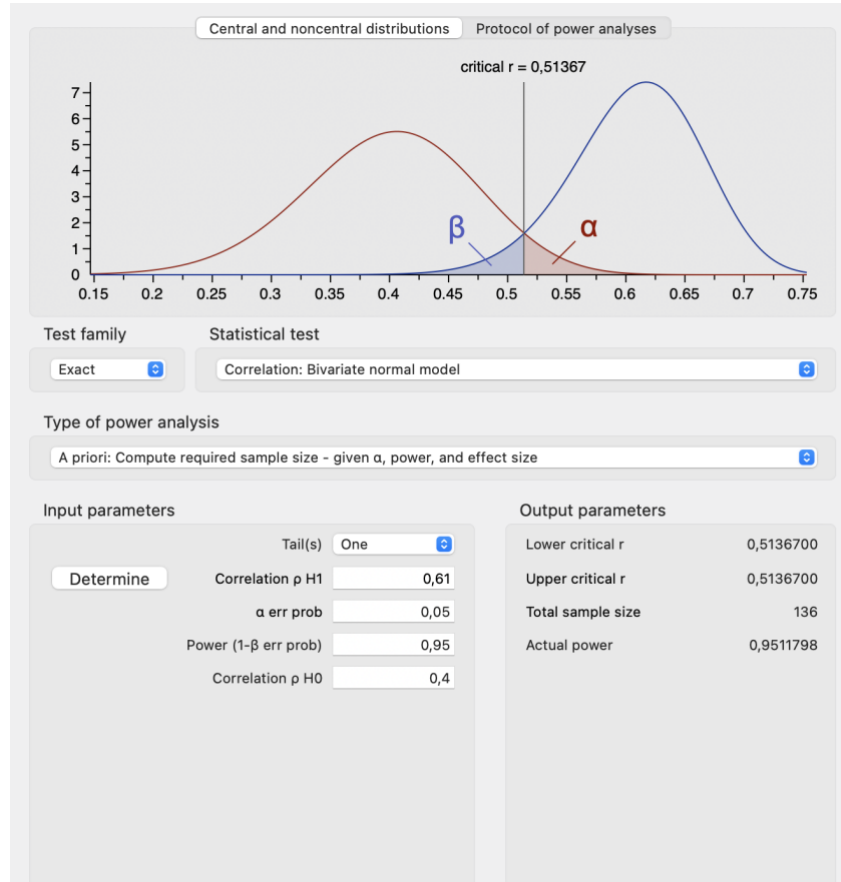 Central and noncentral distributions Protocol of power analyses
critical r = 0,51367
7
6
5
4
3
2
1
0
β α
0.15 0.2 0.25 0.3 0.35 0.4 0.45 0.5 0.55 0.6 0.65 0.7 0.75
Test family Statistical test
Exact Correlation: Bivariate normal model
Type of power analysis
A priori: Compute required sample size - given α, power, and effect size
Input parameters Output parameters
Tail(s) One Lower critical r 0,5136700
Determine Correlation ρ H1 0,61 Upper critical r 0,5136700
α err prob 0,05 Total sample size 136
Power (1-β err prob) 0,95 Actual power 0,9511798
Correlation ρ H0 0,4